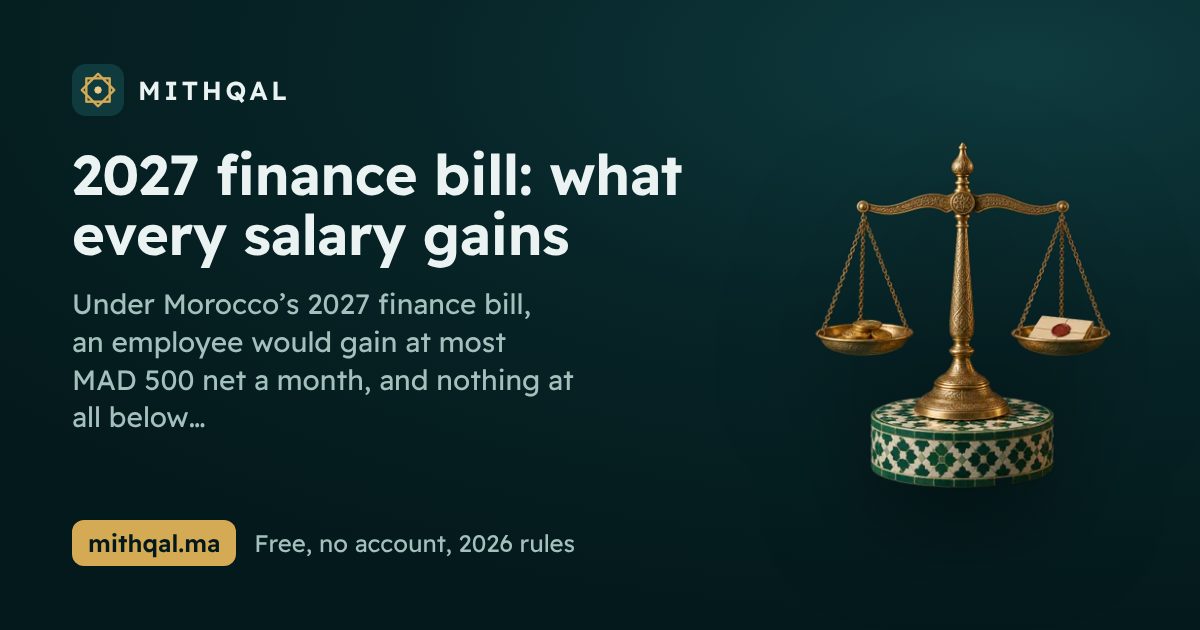 MITHQAL
2027 finance bill: what
every salary gains
Under Morocco’s 2027 finance bill,
an employee would gain at most
MAD 500 net a month, and nothing at
all below…
mithqal.ma
Free, no account, 2026 rules